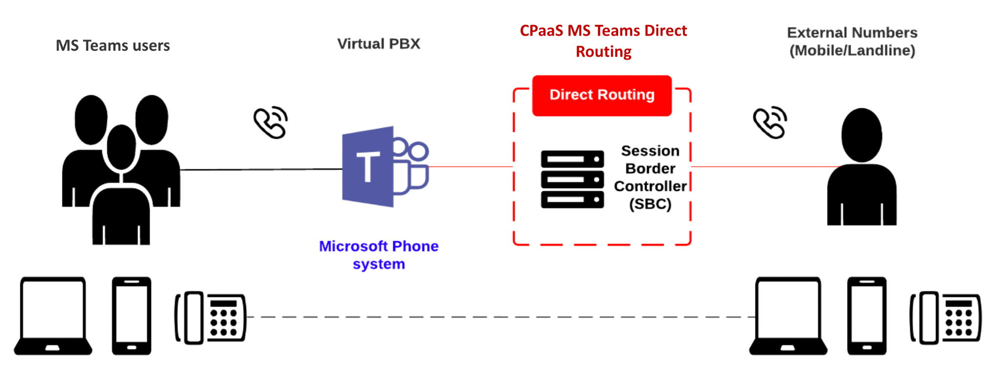 MS Teams users
Virtual PBX
CPaaS MS Teams Direct
Routing
External Numbers
(Mobile/Landline)
Direct Routing
T
Session
Border
Controller
(SBC)
Microsoft Phone
system